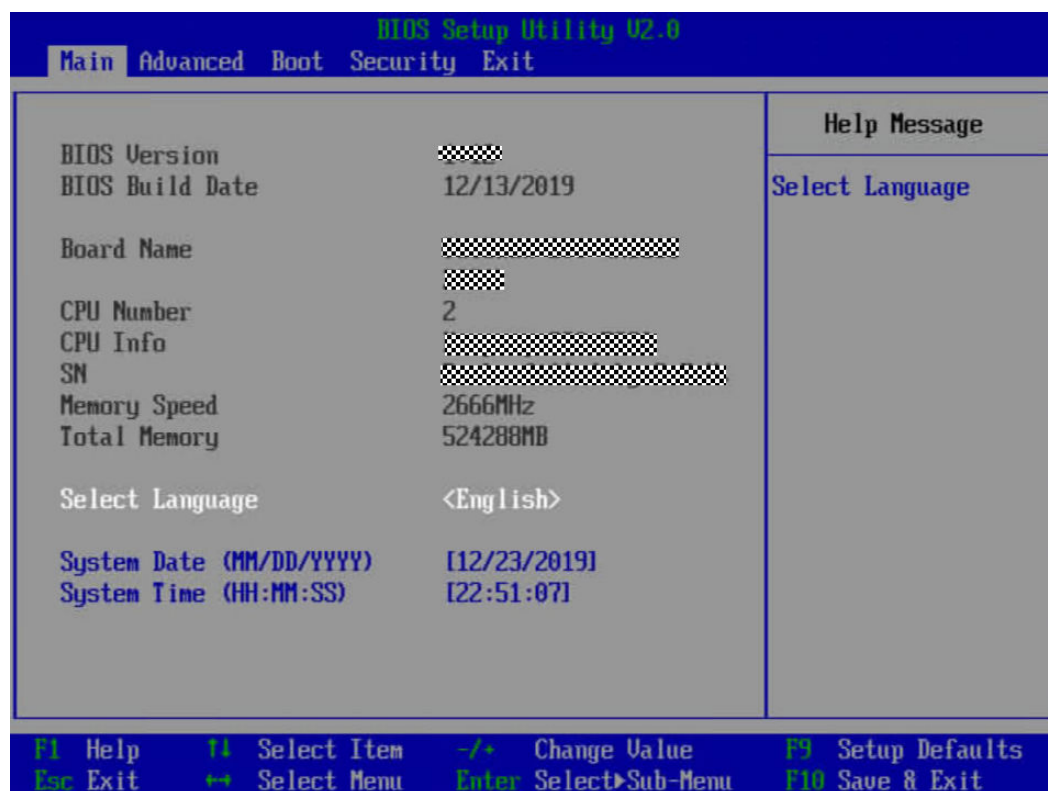 BIOS Setup Utility V2.0
Main Advanced Boot Security Exit
Help Message
Select Language
BIOS Version
BIOS Build Date 12/13/2019
Board Name
CPU Number 2
CPU Info
SN
Memory Speed 2666MHz
Total Memory 524288MB
Select Language <English>
System Date (MM/DD/YYYY) [12/23/2019]
System Time (HH:MM:SS) [22:51:07]
F1 Help ↑↓ Select Item -/+ Change Value F9 Setup Defaults
Esc Exit ↔ Select Menu Enter Select▶Sub-Menu F10 Save & Exit